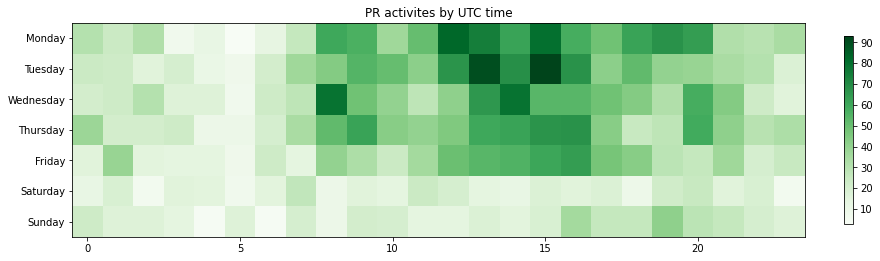 PR activites by UTC time
Monday
Tuesday
Wednesday
Thursday
Friday
Saturday
Sunday
0 5 10 15 20
90
80
70
60
50
40
30
20
10